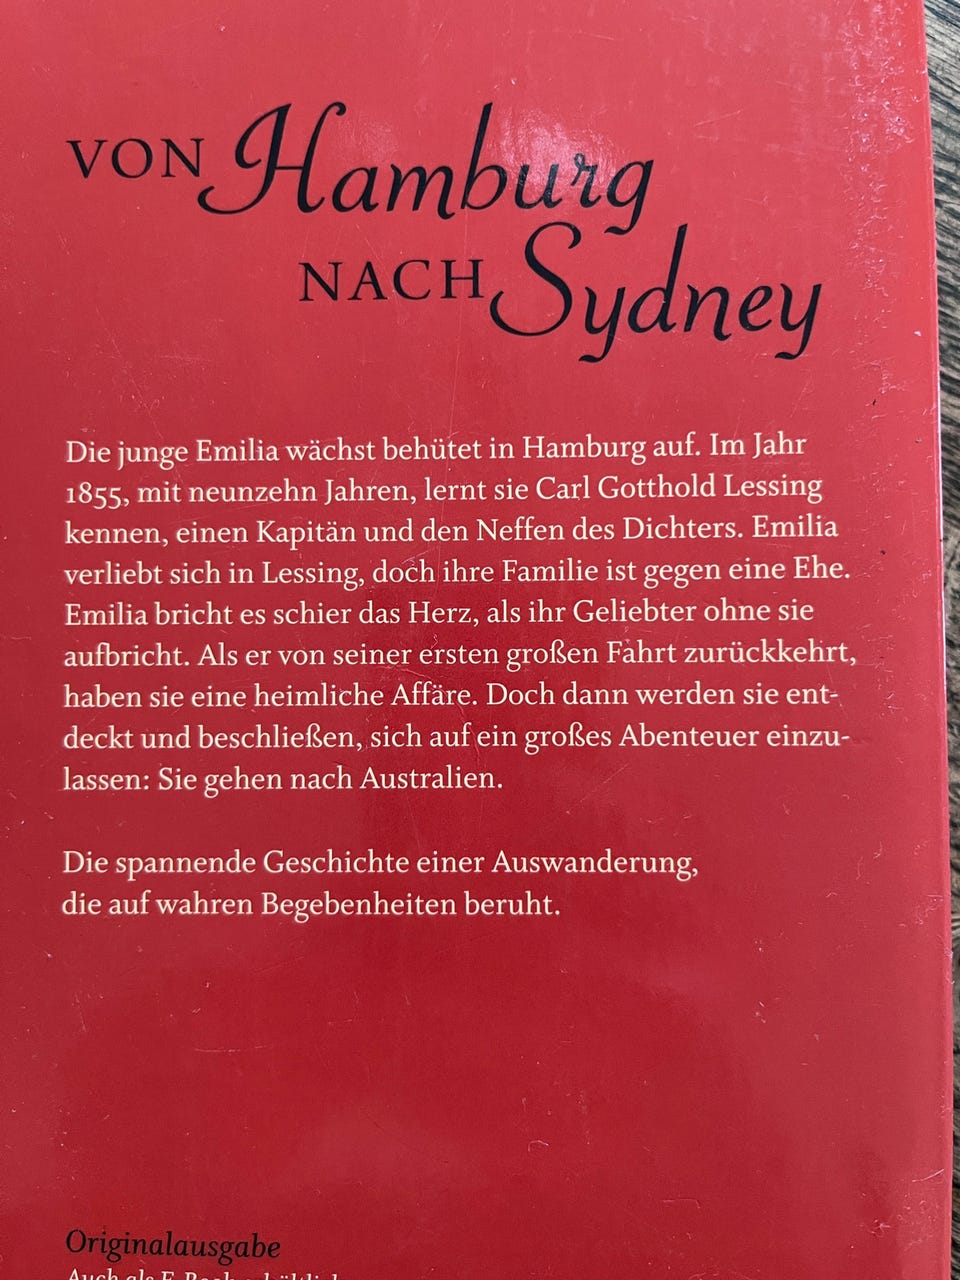 VON Hamburg
NACH Sydney
Die junge Emilia wächst behütet in Hamburg auf. Im Jahr
1855, mit neunzehn Jahren, lernt sie Carl Gotthold Lessing
kennen, einen Kapitän und den Neffen des Dichters. Emilia
verliebt sich in Lessing, doch ihre Familie ist gegen eine Ehe.
Emilia bricht es schier das Herz, als ihr Geliebter ohne sie
aufbricht. Als er von seiner ersten großen Fahrt zurückkehrt,
haben sie eine heimliche Affäre. Doch dann werden sie ent-
deckt und beschließen, sich auf ein großes Abenteuer einzu-
lassen: Sie gehen nach Australien.
Die spannende Geschichte einer Auswanderung,
die auf wahren Begebenheiten beruht.
Originalausgabe
Auch als E-Book erhältlich